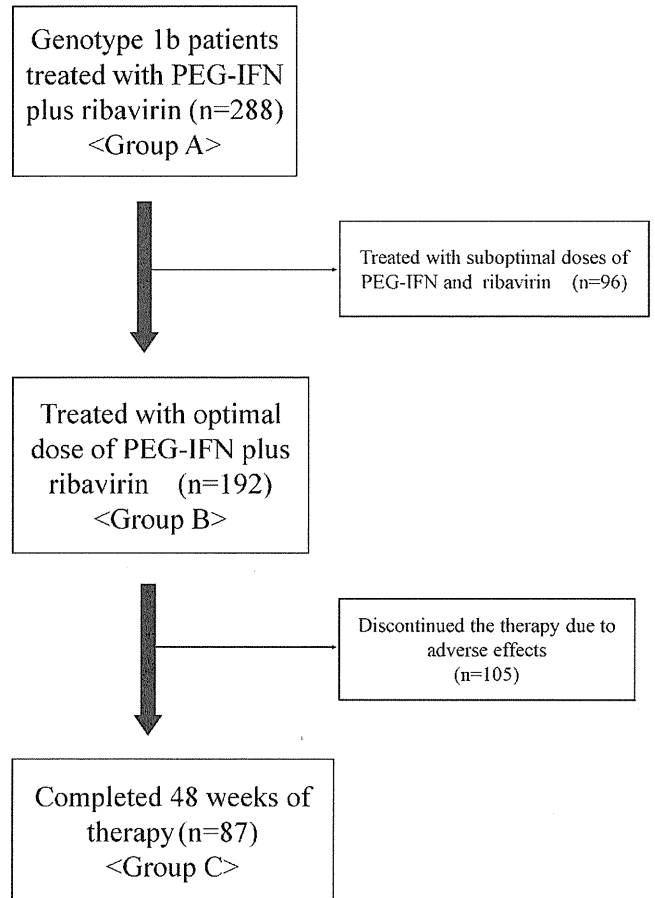 Genotype 1b patients
treated with PEG-IFN
plus ribavirin (n=288)
<Group A>
Treated with suboptimal doses of
PEG-IFN and ribavirin (n=96)
Treated with optimal
dose of PEG-IFN plus
ribavirin (n=192)
<Group B>
Discontinued the therapy due to
adverse effects
(n=105)
Completed 48 weeks of
therapy(n=87)
<Group C>